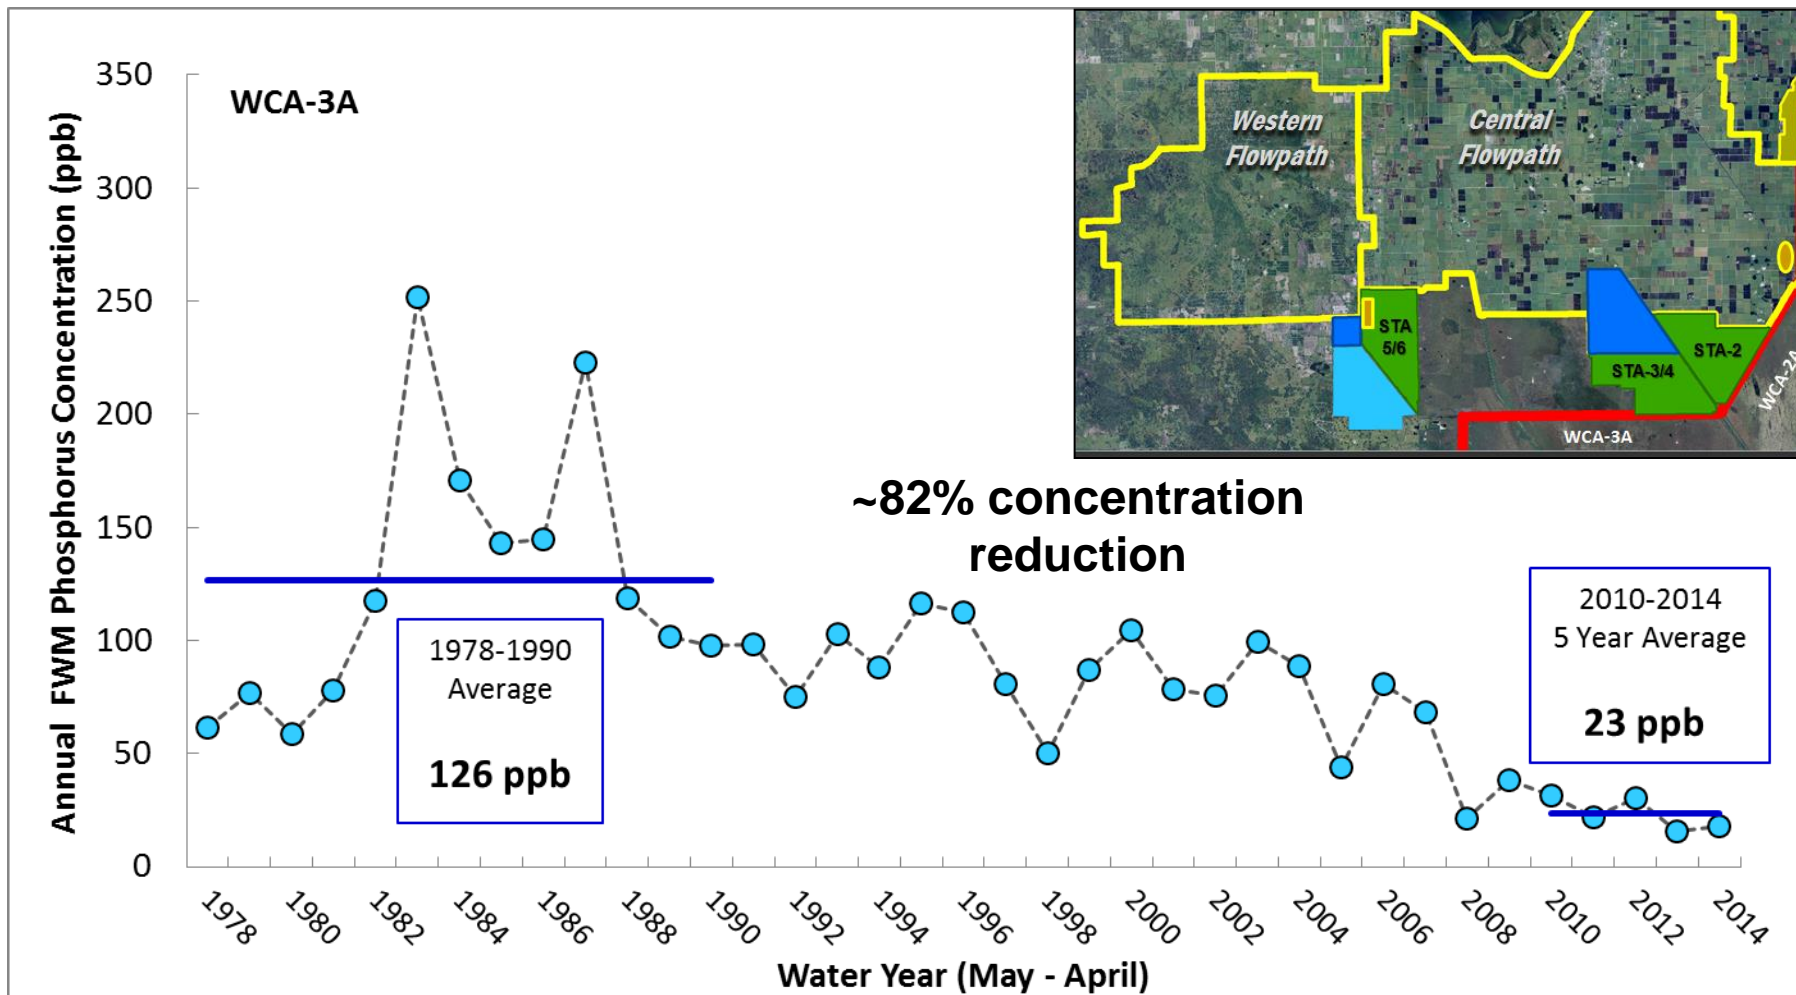 WCA-3A
Annual FWM Phosphorus Concentration (ppb)
350
300
250
200
150
100
50
0
Western
Flowpath
Central
Flowpath
STA
5/6
STA-3/4
STA-2
WCA-2A
WCA-3A
~82% concentration
reduction
1978-1990
Average
126 ppb
2010-2014
5 Year Average
23 ppb
1978
1980
1982
1984
1986
1988
1990
1992
1994
1996
1998
2000
2002
2004
2006
2008
2010
2012
2014
Water Year (May - April)